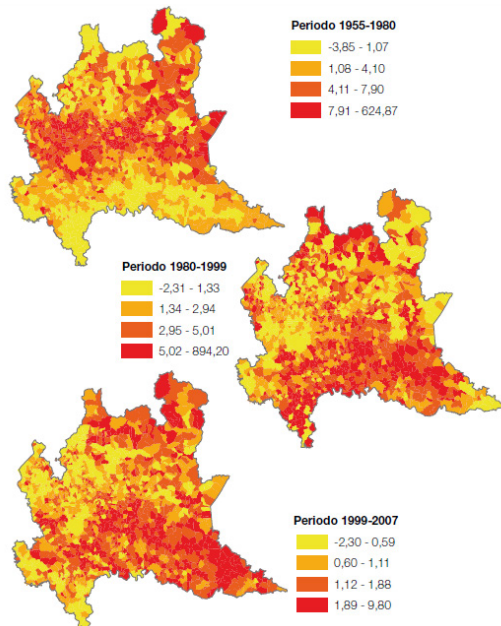 Periodo 1955-1980
-3,85 - 1,07
1,08 - 4,10
4,11 - 7,90
7,91 - 624,87
Periodo 1980-1999
-2,31 - 1,33
1,34 - 2,94
2,95 - 5,01
5,02 - 894,20
Periodo 1999-2007
-2,30 - 0,59
0,60 - 1,11
1,12 - 1,88
1,89 - 9,80